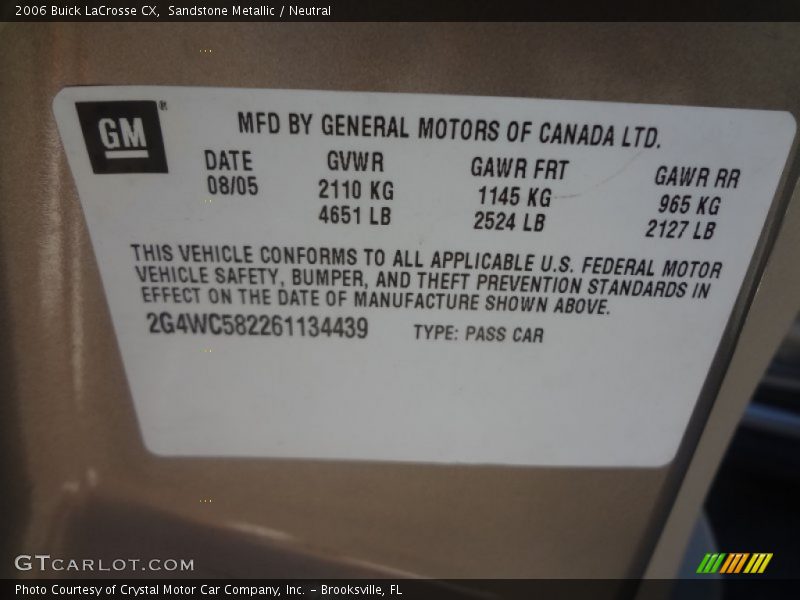 2006 Buick LaCrosse CX, Sandstone Metallic / Neutral
GM®
MFD BY GENERAL MOTORS OF CANADA LTD.
DATE GVWR GAWR FRT GAWR RR
08/05 2110 KG 1145 KG 965 KG
4651 LB 2524 LB 2127 LB
THIS VEHICLE CONFORMS TO ALL APPLICABLE U.S. FEDERAL MOTOR
VEHICLE SAFETY, BUMPER, AND THEFT PREVENTION STANDARDS IN
EFFECT ON THE DATE OF MANUFACTURE SHOWN ABOVE.
2G4WC582261134439 TYPE: PASS CAR
GTCARLOT.COM
Photo Courtesy of Crystal Motor Car Company, Inc. – Brooksville, FL